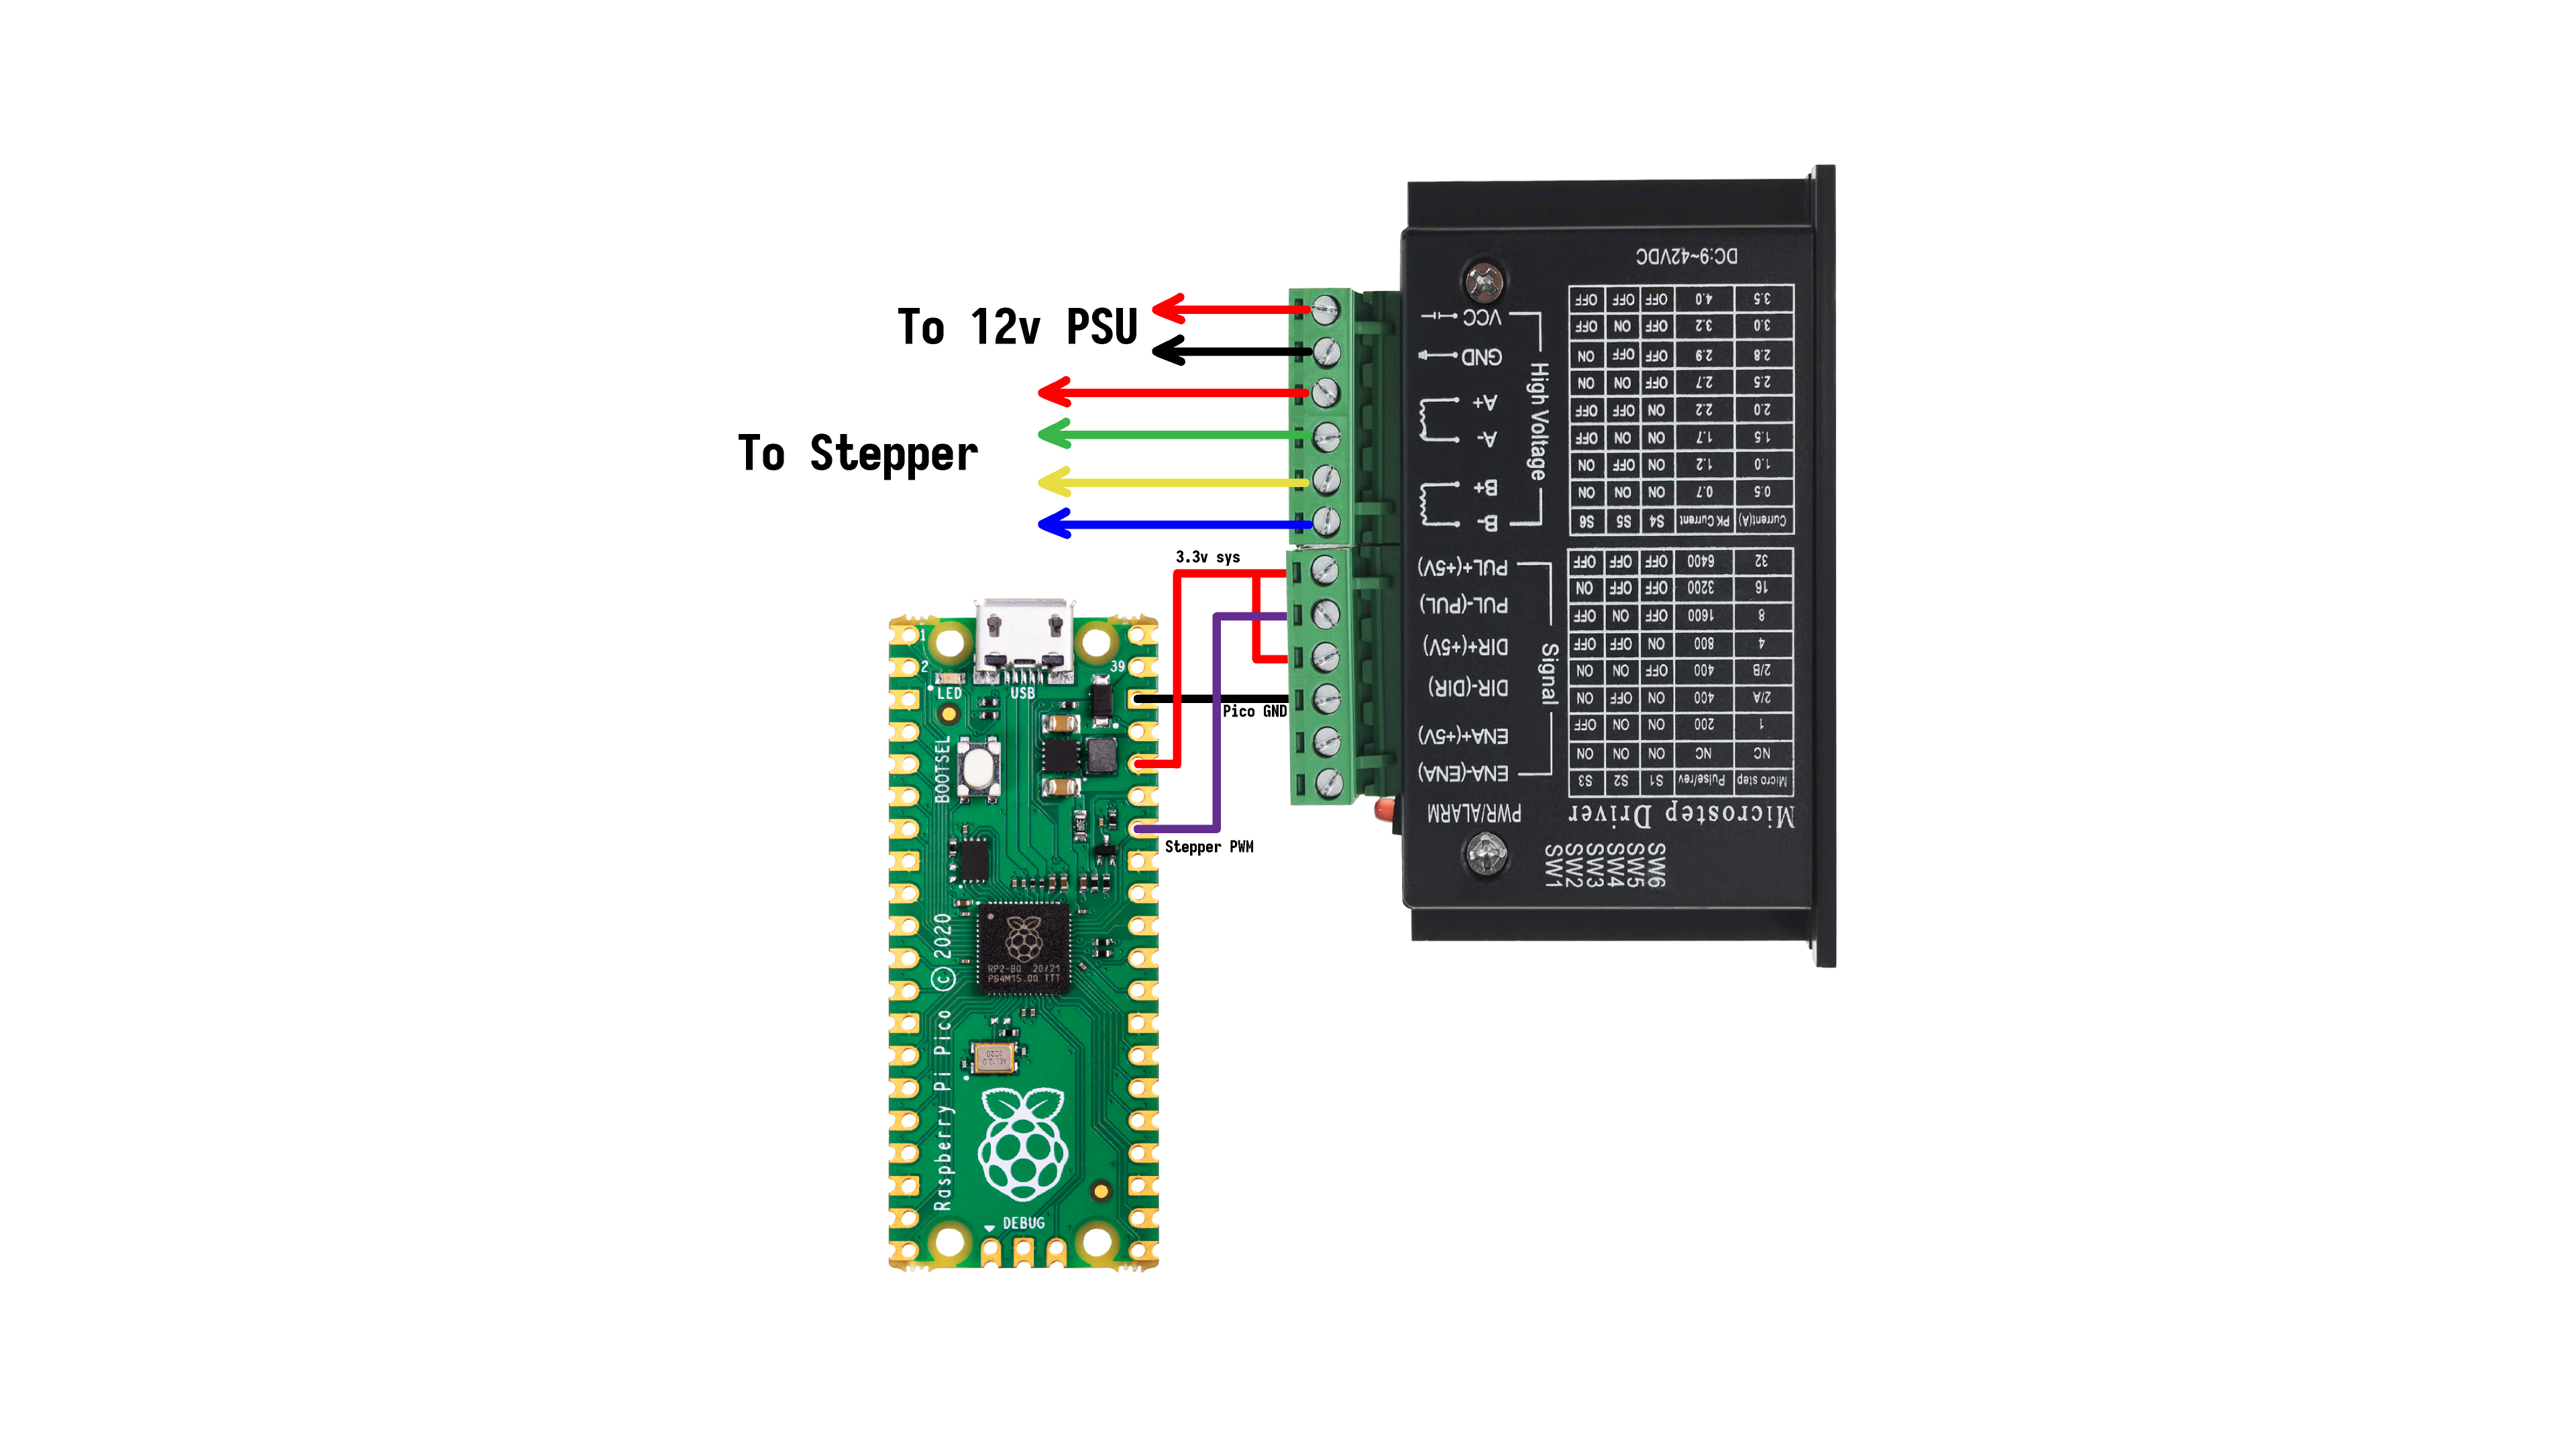 To 12v PSU
To Stepper
3.3v sys
Pico GND
Stepper PWM
1
2
39
LED
USB
BOOTSEL
Raspberry Pi Pico © 2020
RP2-B0 20/21
P64M15.00 TTT
DEBUG
DC:9~42VDC
VCC
GND
A+
A-
B+
B-
High Voltage
PUL+(+5V)
PUL-(PUL)
DIR+(+5V)
DIR-(DIR)
ENA+(+5V)
ENA-(ENA)
Signal
PWR/ALARM
Microstep Driver
SW1
SW2
SW3
SW4
SW5
SW6
Micro step Pulse/rev S1 S2 S3
NC NC ON ON ON
1 200 ON ON OFF
2/A 400 ON OFF ON
2/B 400 OFF ON ON
4 800 ON OFF OFF
8 1600 OFF ON OFF
16 3200 OFF OFF ON
32 6400 OFF OFF OFF
Current(A) PK Current S4 S5 S6
0.5 0.7 ON ON ON
1.0 1.2 ON OFF ON
1.5 1.7 ON ON OFF
2.0 2.2 ON OFF OFF
2.5 2.7 OFF ON ON
2.8 2.9 OFF OFF ON
3.0 3.2 OFF ON OFF
3.5 4.0 OFF OFF OFF